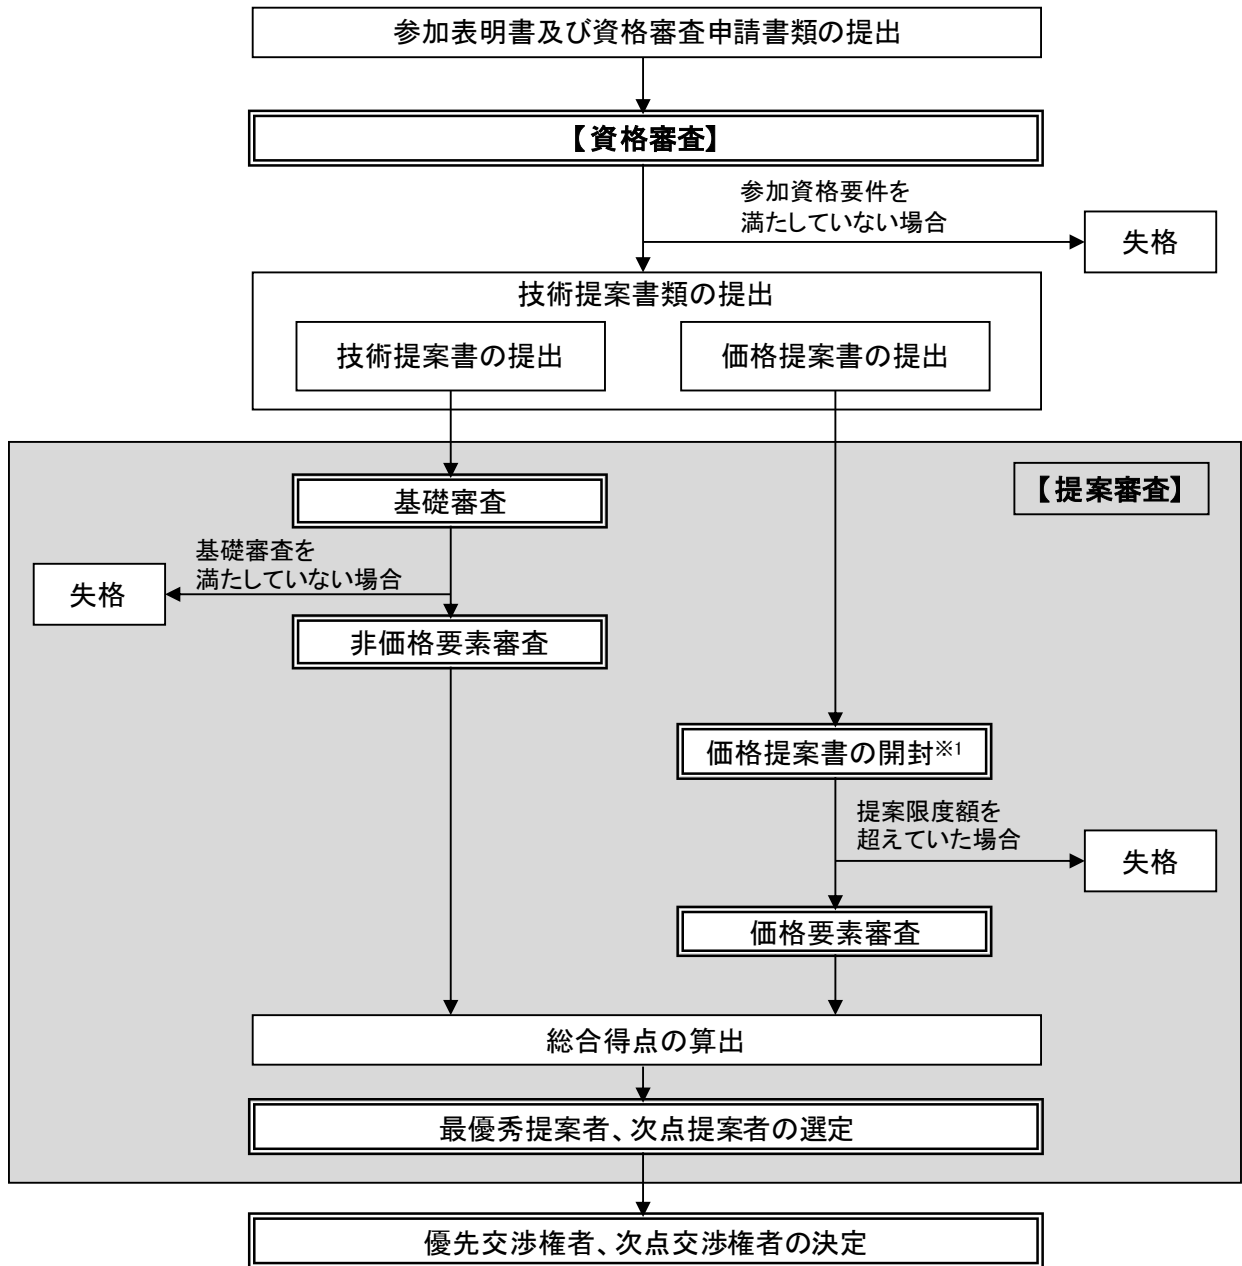 参加表明書及び資格審査申請書類の提出
【資格審査】
参加資格要件を
満たしていない場合
失格
技術提案書類の提出
技術提案書の提出
価格提案書の提出
【提案審査】
基礎審査
基礎審査を
満たしていない場合
失格
非価格要素審査
価格提案書の開封※1
提案限度額を
超えていた場合
失格
価格要素審査
総合得点の算出
最優秀提案者、次点提案者の選定
優先交渉権者、次点交渉権者の決定